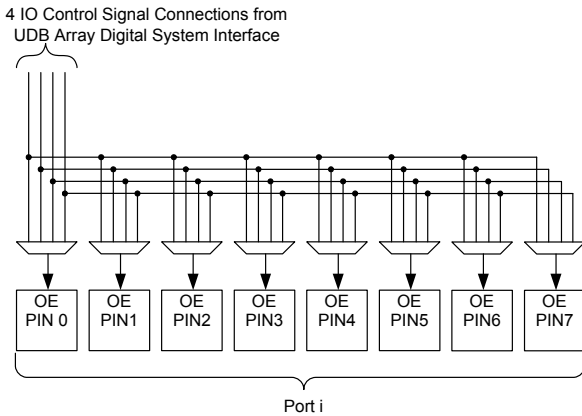 4 IO Control Signal Connections from
UDB Array Digital System Interface
OE
PIN 0
OE
PIN1
OE
PIN2
OE
PIN3
OE
PIN4
OE
PIN5
OE
PIN6
OE
PIN7
Port i